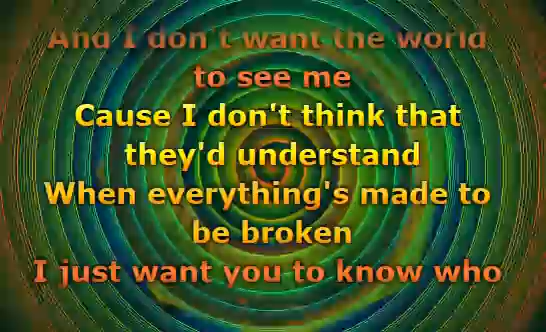 And I don't want the world
to see me
Cause I don't think that
they'd understand
When everything's made to
be broken
I just want you to know who